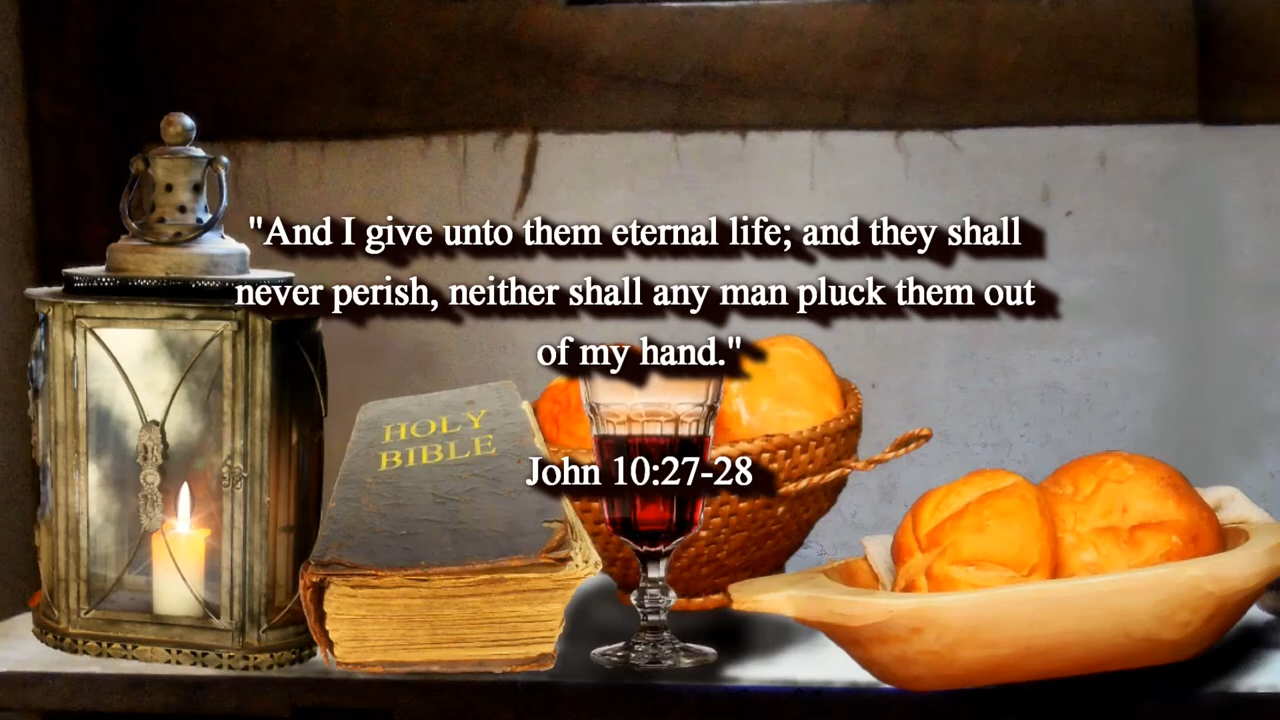 "And I give unto them eternal life; and they shall
never perish, neither shall any man pluck them out
of my hand."
HOLY
BIBLE
John 10:27-28